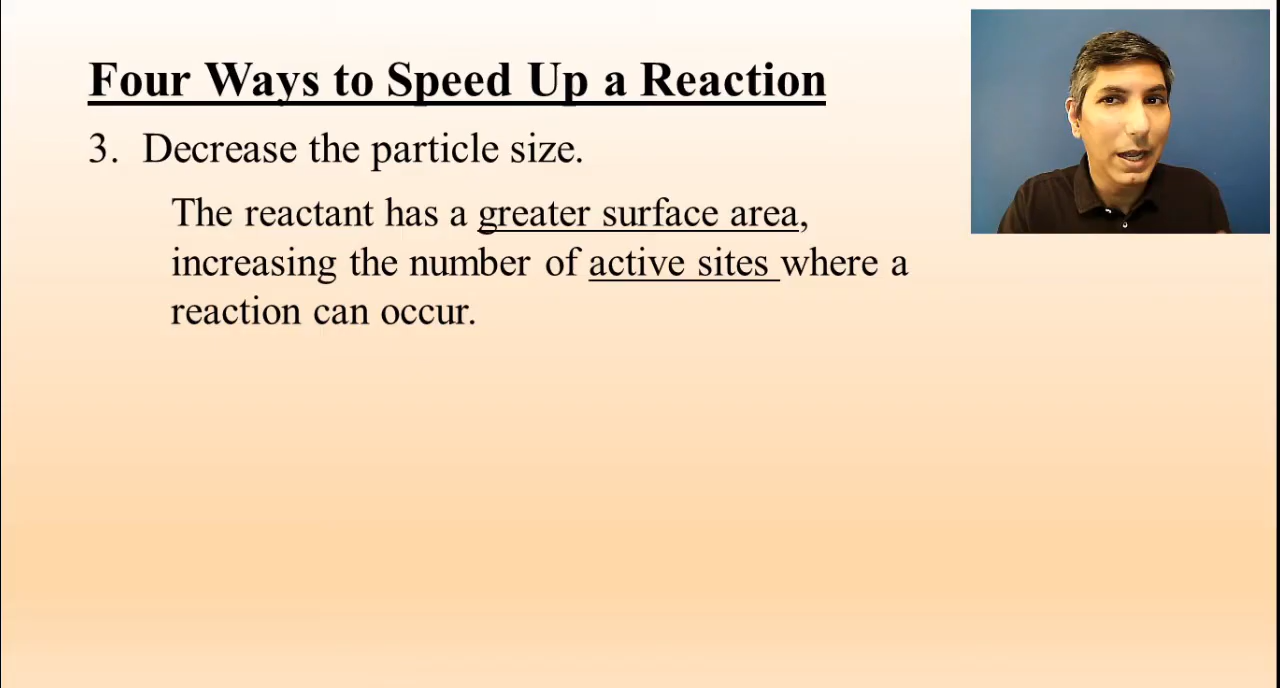 Four Ways to Speed Up a Reaction
3. Decrease the particle size.
The reactant has a greater surface area,
increasing the number of active sites where a
reaction can occur.